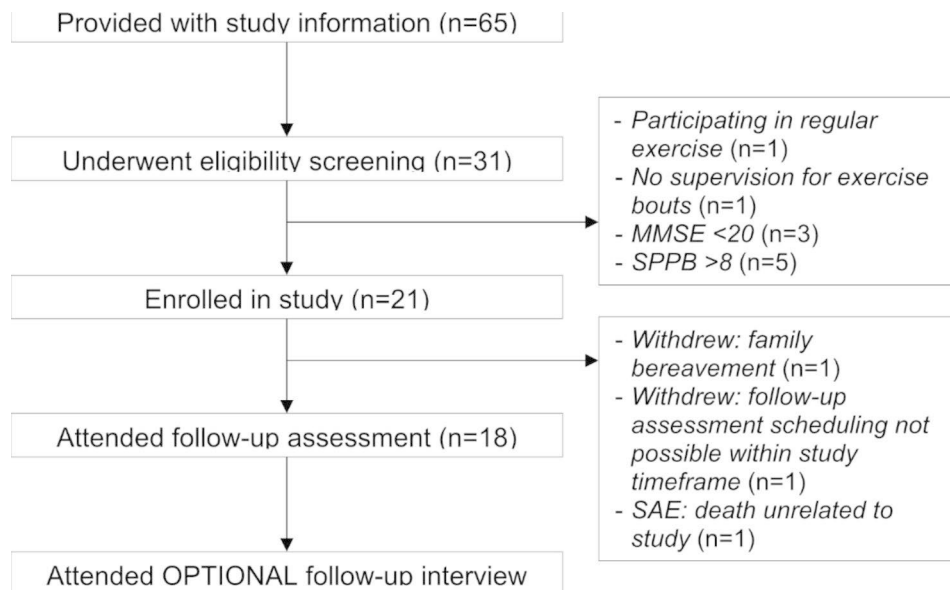 Provided with study information (n=65)
Underwent eligibility screening (n=31)
- Participating in regular
exercise (n=1)
- No supervision for exercise
bouts (n=1)
- MMSE <20 (n=3)
- SPPB >8 (n=5)
Enrolled in study (n=21)
- Withdrew: family
bereavement (n=1)
- Withdrew: follow-up
assessment scheduling not
possible within study
timeframe (n=1)
- SAE: death unrelated to
study (n=1)
Attended follow-up assessment (n=18)
Attended OPTIONAL follow-up interview